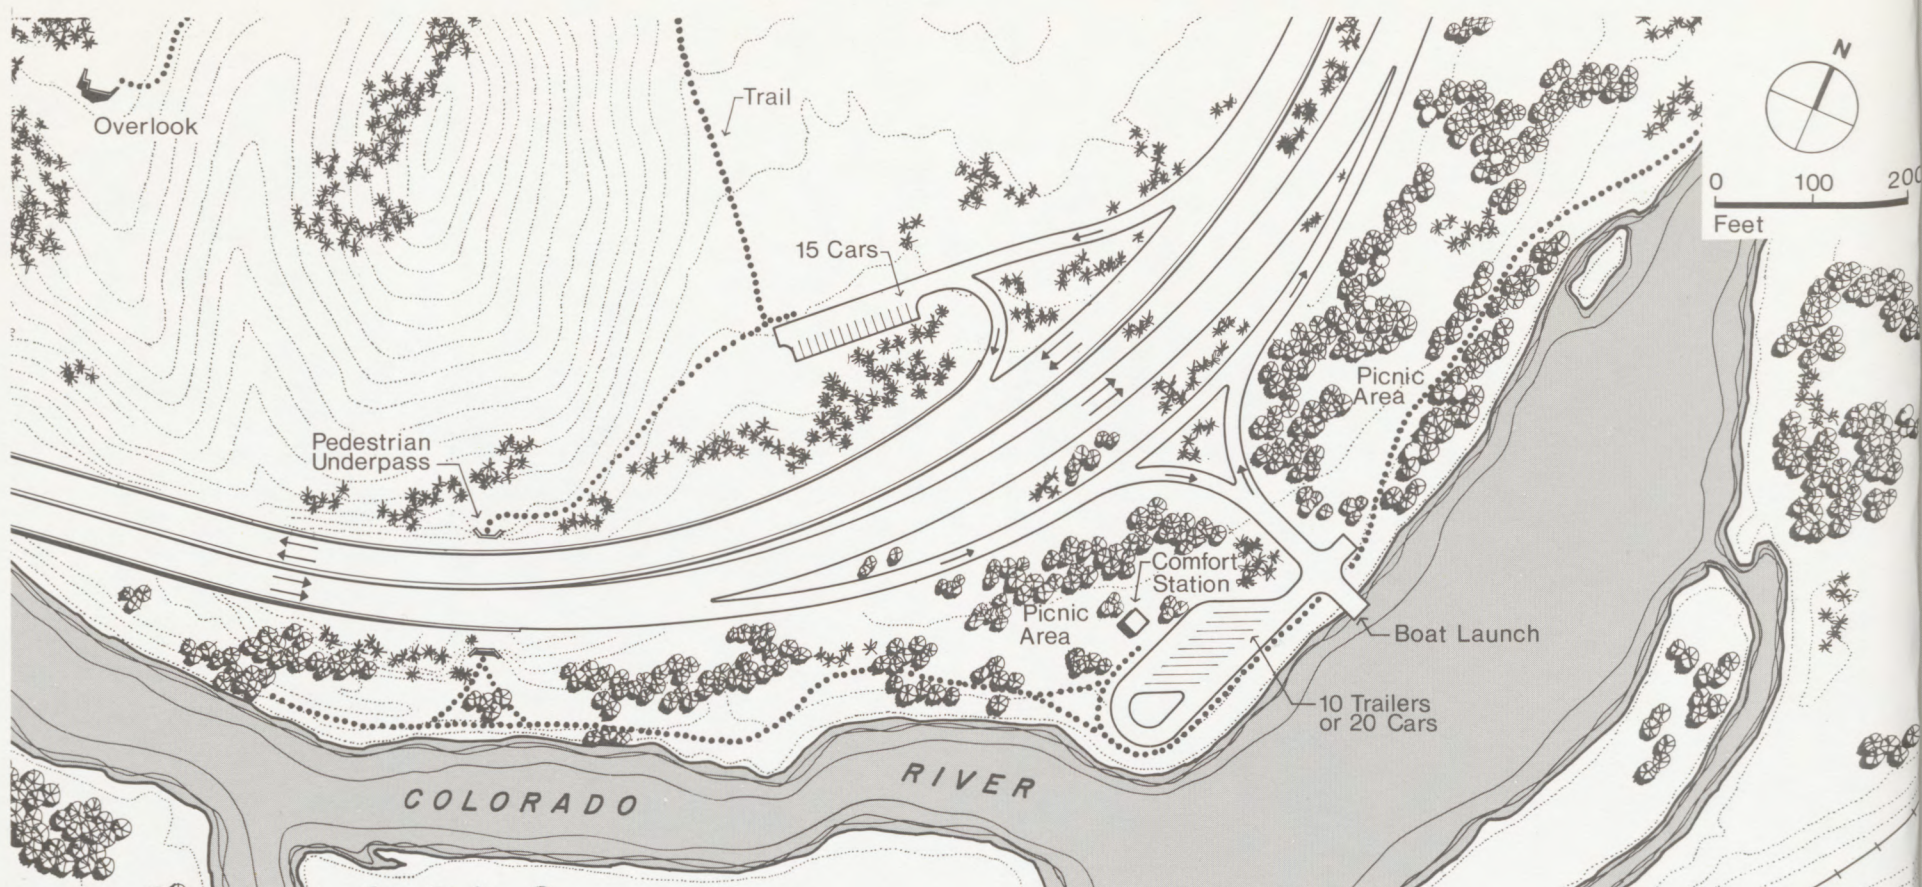 N
0 100 200
Feet
Overlook
Trail
15 Cars
Picnic
Area
Pedestrian
Underpass
Comfort
Station
Picnic
Area
Boat Launch
10 Trailers
or 20 Cars
COLORADO RIVER